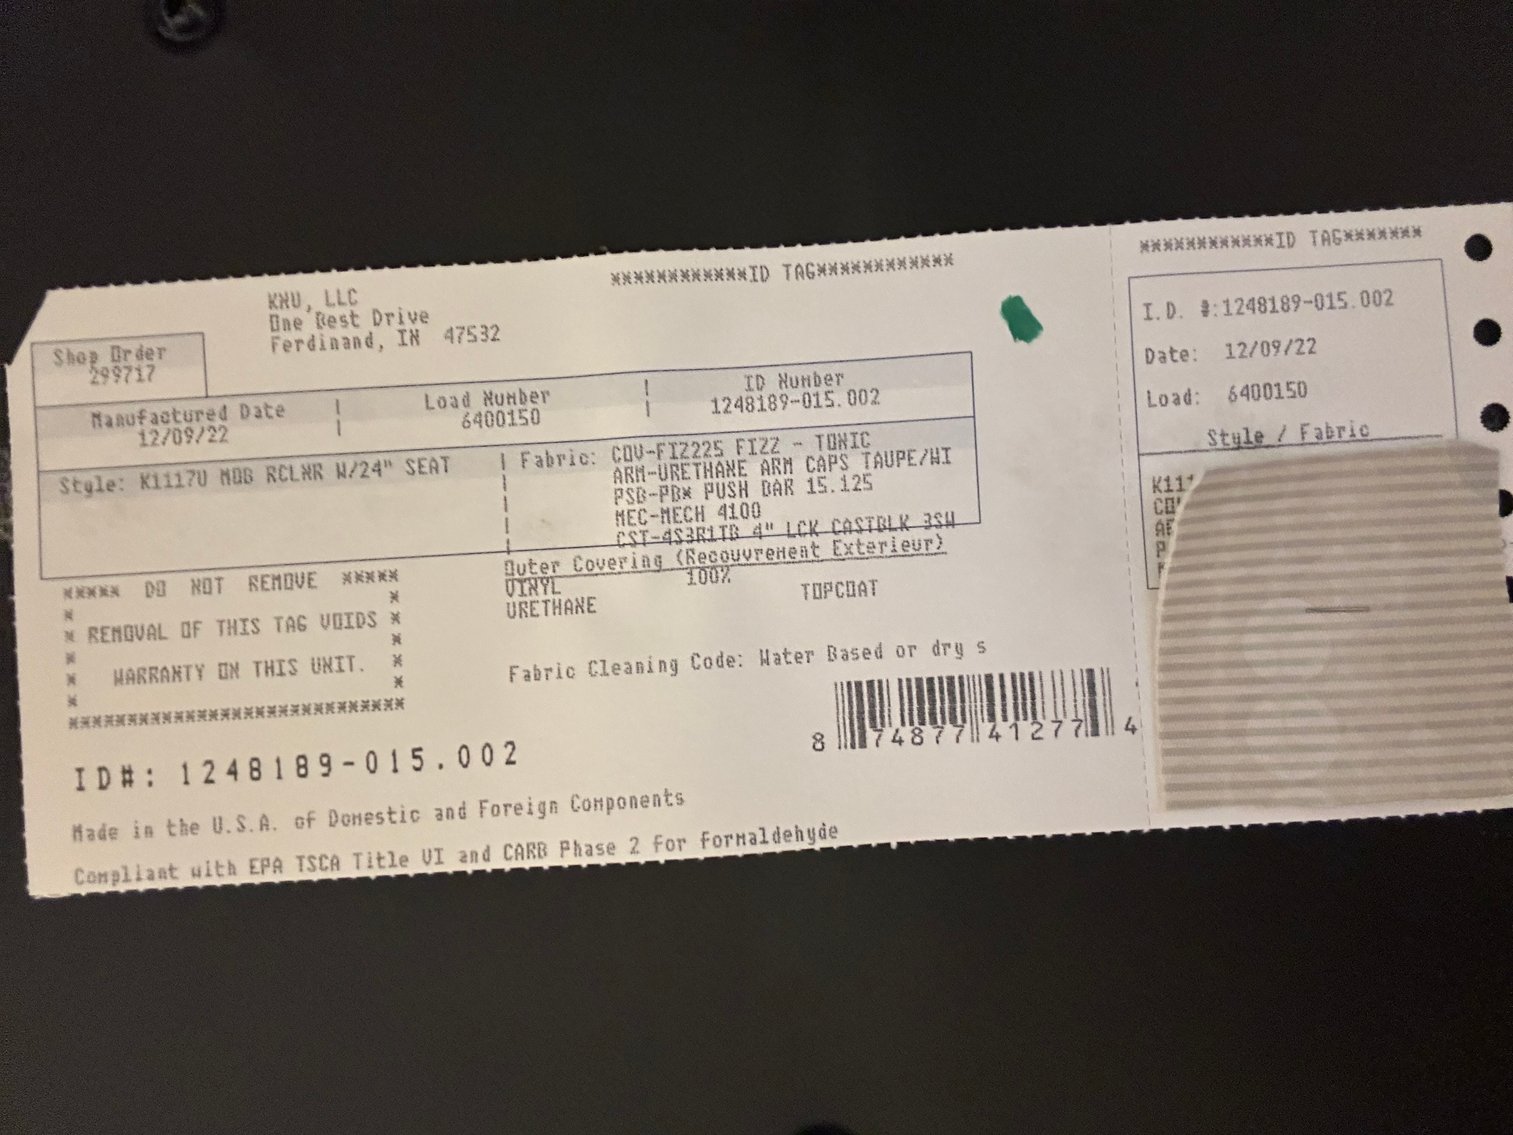 ************ID TAG************
KWU, LLC
One Best Drive
Ferdinand, IN 47532
Shop Order
299717
Manufactured Date | Load Number | ID Number
12/09/22 | 6400150 | 1248189-015.002
Style: K1117U MOB RCLNR W/24" SEAT | Fabric: COV-FIZ225 FIZZ - TONIC
ARM-URETHANE ARM CAPS TAUPE/WI
PSB-PB* PUSH BAR 15.125
MEC-MECH 4100
CST-4S3R1TB 4" LCK CASTBLK 3SW
Outer Covering (Recouvrement Exterieur)
VINYL 100%
URETHANE TOPCOAT
***** DO NOT REMOVE *****
* REMOVAL OF THIS TAG VOIDS *
WARRANTY ON THIS UNIT. *
****************************
Fabric Cleaning Code: Water Based or dry s
8 74877 41277 4
ID#: 1248189-015.002
Made in the U.S.A. of Domestic and Foreign Components
Compliant with EPA TSCA Title VI and CARB Phase 2 for formaldehyde
************ID TAG*******
I.D. #:1248189-015.002
Date: 12/09/22
Load: 6400150
Style / Fabric
K111